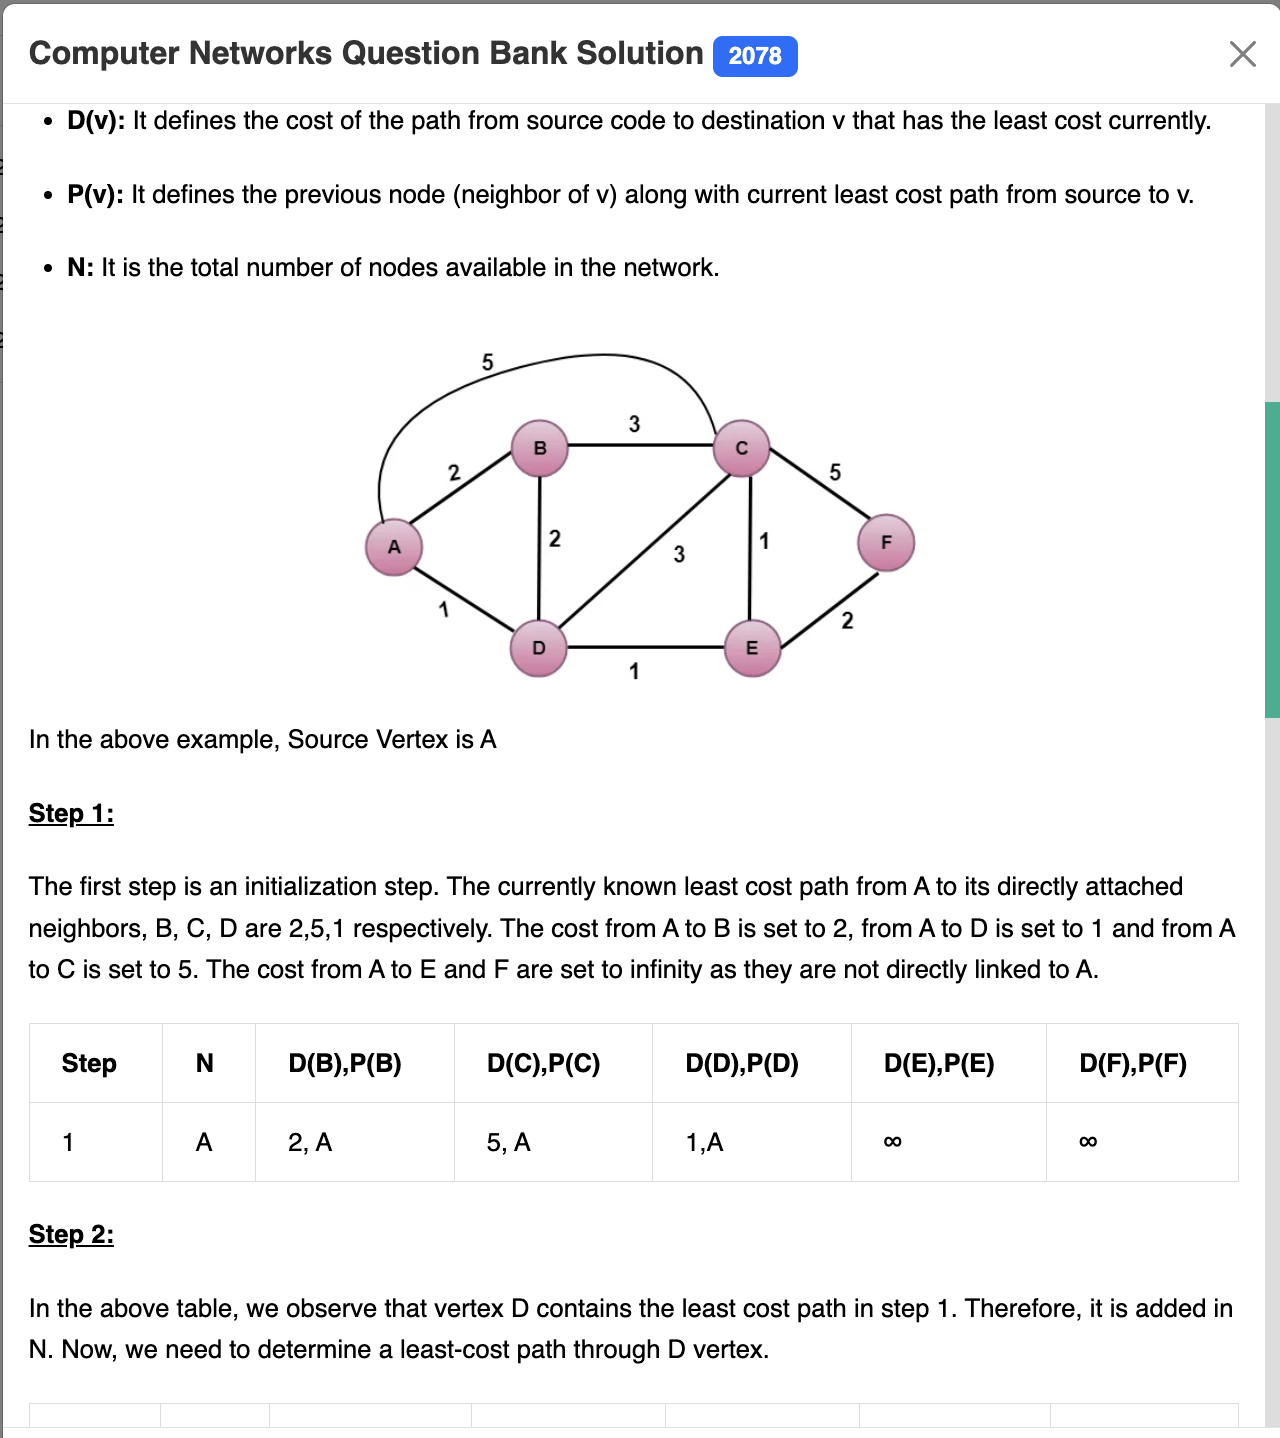 Computer Networks Question Bank Solution 2078
• D(v): It defines the cost of the path from source code to destination v that has the least cost currently.
• P(v): It defines the previous node (neighbor of v) along with current least cost path from source to v.
• N: It is the total number of nodes available in the network.
5
3
B
C
2
5
A
2
3
1
F
1
2
D
E
1
In the above example, Source Vertex is A
Step 1:
The first step is an initialization step. The currently known least cost path from A to its directly attached
neighbors, B, C, D are 2,5,1 respectively. The cost from A to B is set to 2, from A to D is set to 1 and from A
to C is set to 5. The cost from A to E and F are set to infinity as they are not directly linked to A.
Step N D(B),P(B) D(C),P(C) D(D),P(D) D(E),P(E) D(F),P(F)
1 A 2, A 5, A 1,A ∞ ∞
Step 2:
In the above table, we observe that vertex D contains the least cost path in step 1. Therefore, it is added in
N. Now, we need to determine a least-cost path through D vertex.